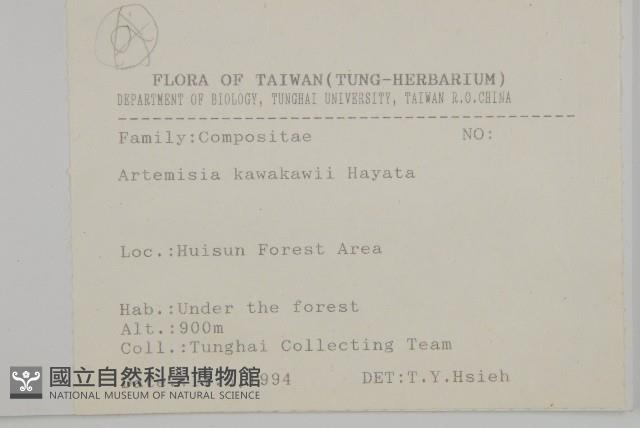 FLORA OF TAIWAN(TUNG-HERBARIUM)
DEPARTMENT OF BIOLOGY, TUNGHAI UNIVERSITY, TAIWAN R.O.CHINA
Family:Compositae NO:
Artemisia kawakawii Hayata
Loc.:Huisun Forest Area
Hab.:Under the forest
Alt.:900m
Coll.:Tunghai Collecting Team
994 DET:T.Y.Hsieh
國立自然科學博物館
NATIONAL MUSEUM OF NATURAL SCIENCE